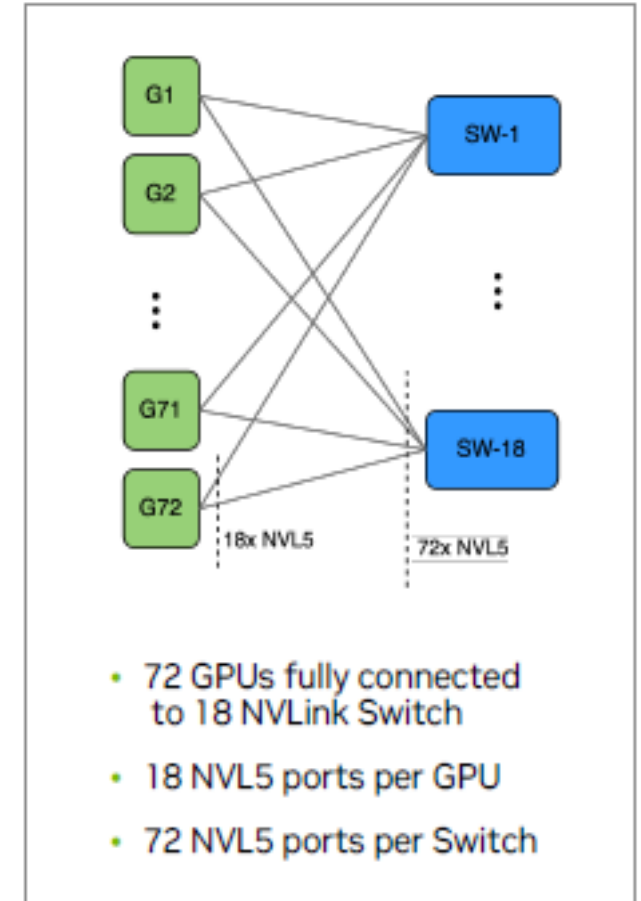 G1
SW-1
G2
G71
SW-18
G72
18x NVL5
72x NVL5
• 72 GPUs fully connected
to 18 NVLink Switch
• 18 NVL5 ports per GPU
• 72 NVL5 ports per Switch